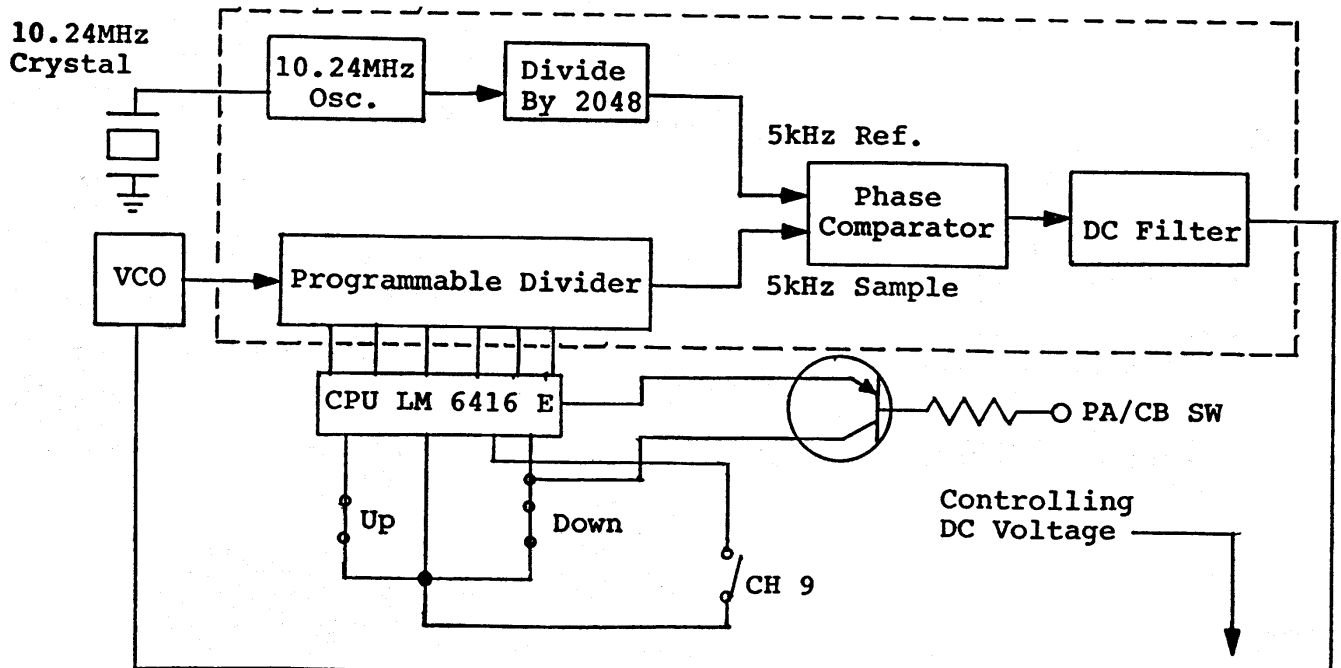 10.24MHz
Crystal
10.24MHz
Osc.
Divide
By 2048
5kHz Ref.
Phase
Comparator
DC Filter
VCO
Programmable Divider
5kHz Sample
CPU LM 6416 E
PA/CB SW
Up
Down
Controlling
DC Voltage
CH 9